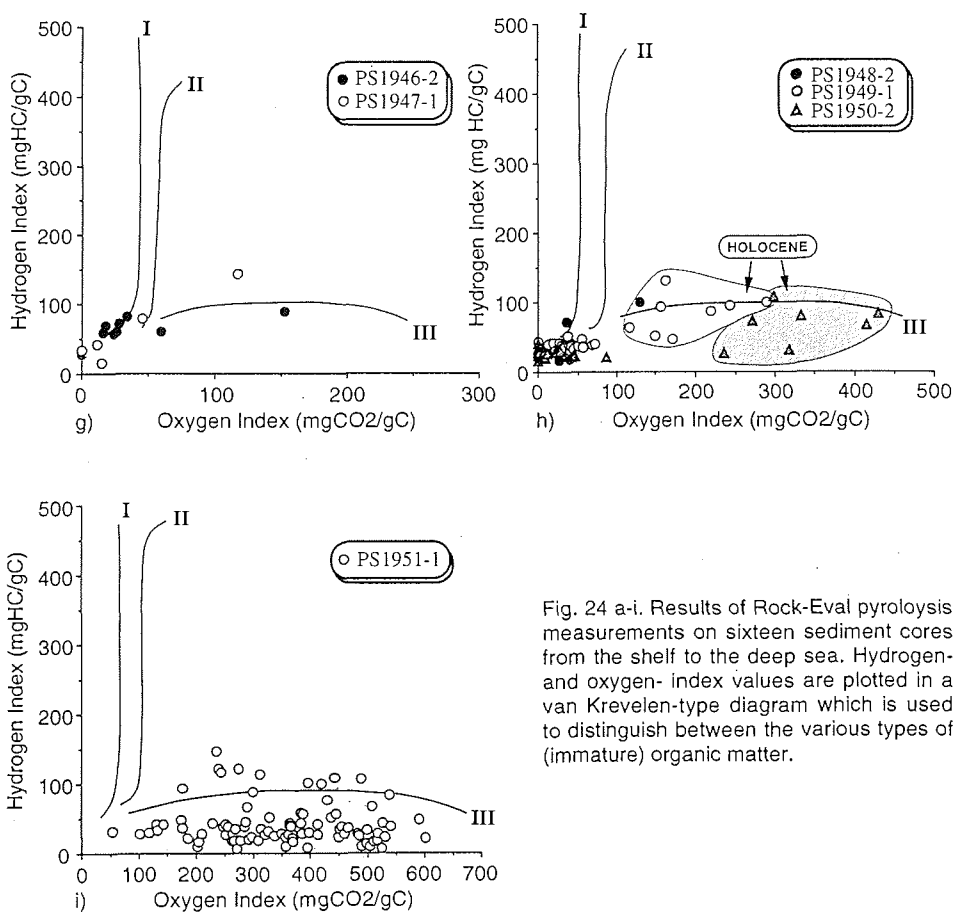 I
500
II
400
300
200
100
0
Hydrogen Index (mgHC/gC)
PS1946-2
PS1947-1
III
0
100
200
300
g)
Oxygen Index (mgCO2/gC)
I
500
II
400
300
200
100
0
Hydrogen Index (mg HC/gC)
PS1948-2
PS1949-1
PS1950-2
HOLOCENE
III
0
100
200
300
400
500
h)
Oxygen Index (mgCO2/gC)
500
I
II
400
300
200
100
0
Hydrogen Index (mgHC/gC)
PS1951-1
III
0
100
200
300
400
500
600
700
i)
Oxygen Index (mgCO2/gC)
Fig. 24 a-i. Results of Rock-Eval pyroloysis
measurements on sixteen sediment cores
from the shelf to the deep sea. Hydrogen-
and oxygen- index values are plotted in a
van Krevelen-type diagram which is used
to distinguish between the various types of
(immature) organic matter.